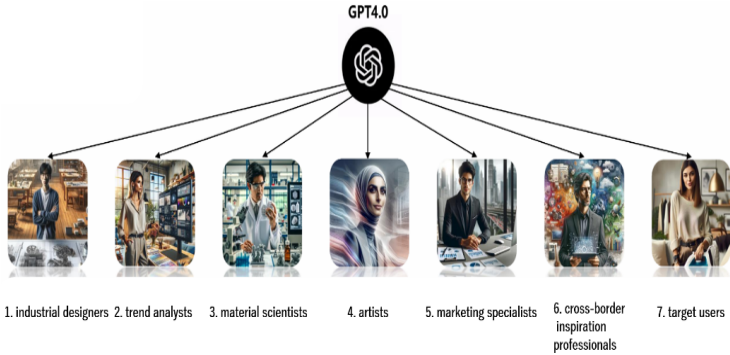 GPT4.0
1. industrial designers
2. trend analysts
3. material scientists
4. artists
5. marketing specialists
6. cross-border
inspiration
professionals
7. target users